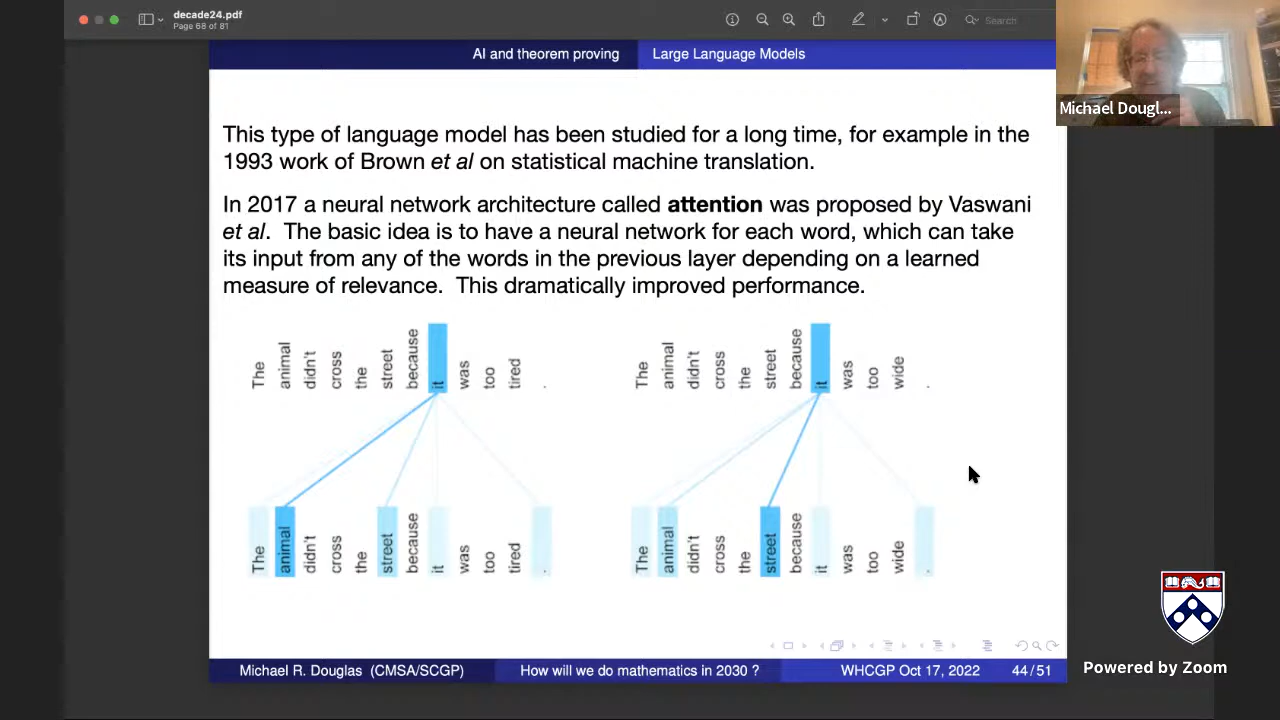 decade24.pdf
Page 68 of 81
Search
AI and theorem proving
Large Language Models
Michael Dougl...
This type of language model has been studied for a long time, for example in the
1993 work of Brown et al on statistical machine translation.
In 2017 a neural network architecture called attention was proposed by Vaswani
et al. The basic idea is to have a neural network for each word, which can take
its input from any of the words in the previous layer depending on a learned
measure of relevance. This dramatically improved performance.
The animal didn't cross the street because it was too tired .
The animal didn't cross the street because it was too wide .
The animal didn't cross the street because it was too tired .
The animal didn't cross the street because it was too wide .
Michael R. Douglas (CMSA/SCGP)
How will we do mathematics in 2030 ?
WHCGP Oct 17, 2022
44/51
Powered by Zoom